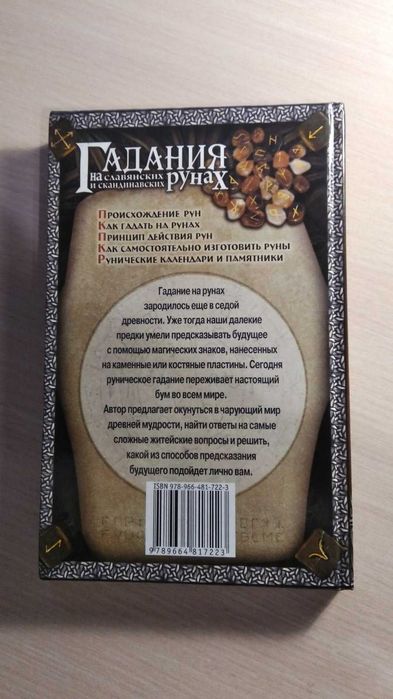 Гадания
на славянских
и скандинавских рунах
Происхождение рун
Как гадать на рунах
Принцип действия рун
Как самостоятельно изготовить руны
Рунические календари и памятники
Гадание на рунах
зародилось еще в седой
древности. Уже тогда наши далекие
предки умели предсказывать будущее
с помощью магических знаков, нанесенных
на каменные или костяные пластины. Сегодня
руническое гадание переживает настоящий
бум во всем мире.
Автор предлагает окунуться в чарующий мир
древней мудрости, найти ответы на самые
сложные житейские вопросы и решить,
какой из способов предсказания
будущего подойдет лично вам.
ISBN 978-966-481-722-3
9789664817223